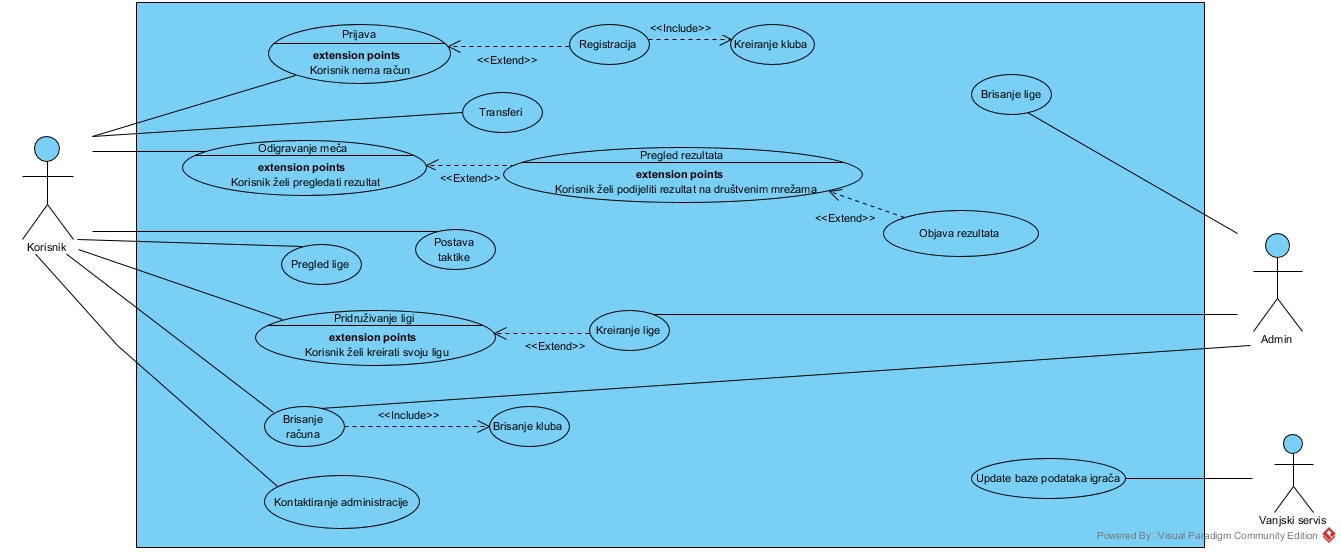 Prijava
extension points
Korisnik nema račun
<<Extend>>
Registracija
<<Include>>
Kreiranje kluba
Brisanje lige
Transferi
Odigravanje meča
extension points
Korisnik želi pregledati rezultat
<<Extend>>
Pregled rezultata
extension points
Korisnik želi podijeliti rezultat na društvenim mrežama
<<Extend>>
Objava rezultata
Korisnik
Postava
taktike
Pregled lige
Pridruživanje ligi
extension points
Korisnik želi kreirati svoju ligu
<<Extend>>
Kreiranje lige
Admin
Brisanje
računa
<<Include>>
Brisanje kluba
Kontaktiranje administracije
Update baze podataka igrača
Vanjski servis
Powered By Visual Paradigm Community Edition